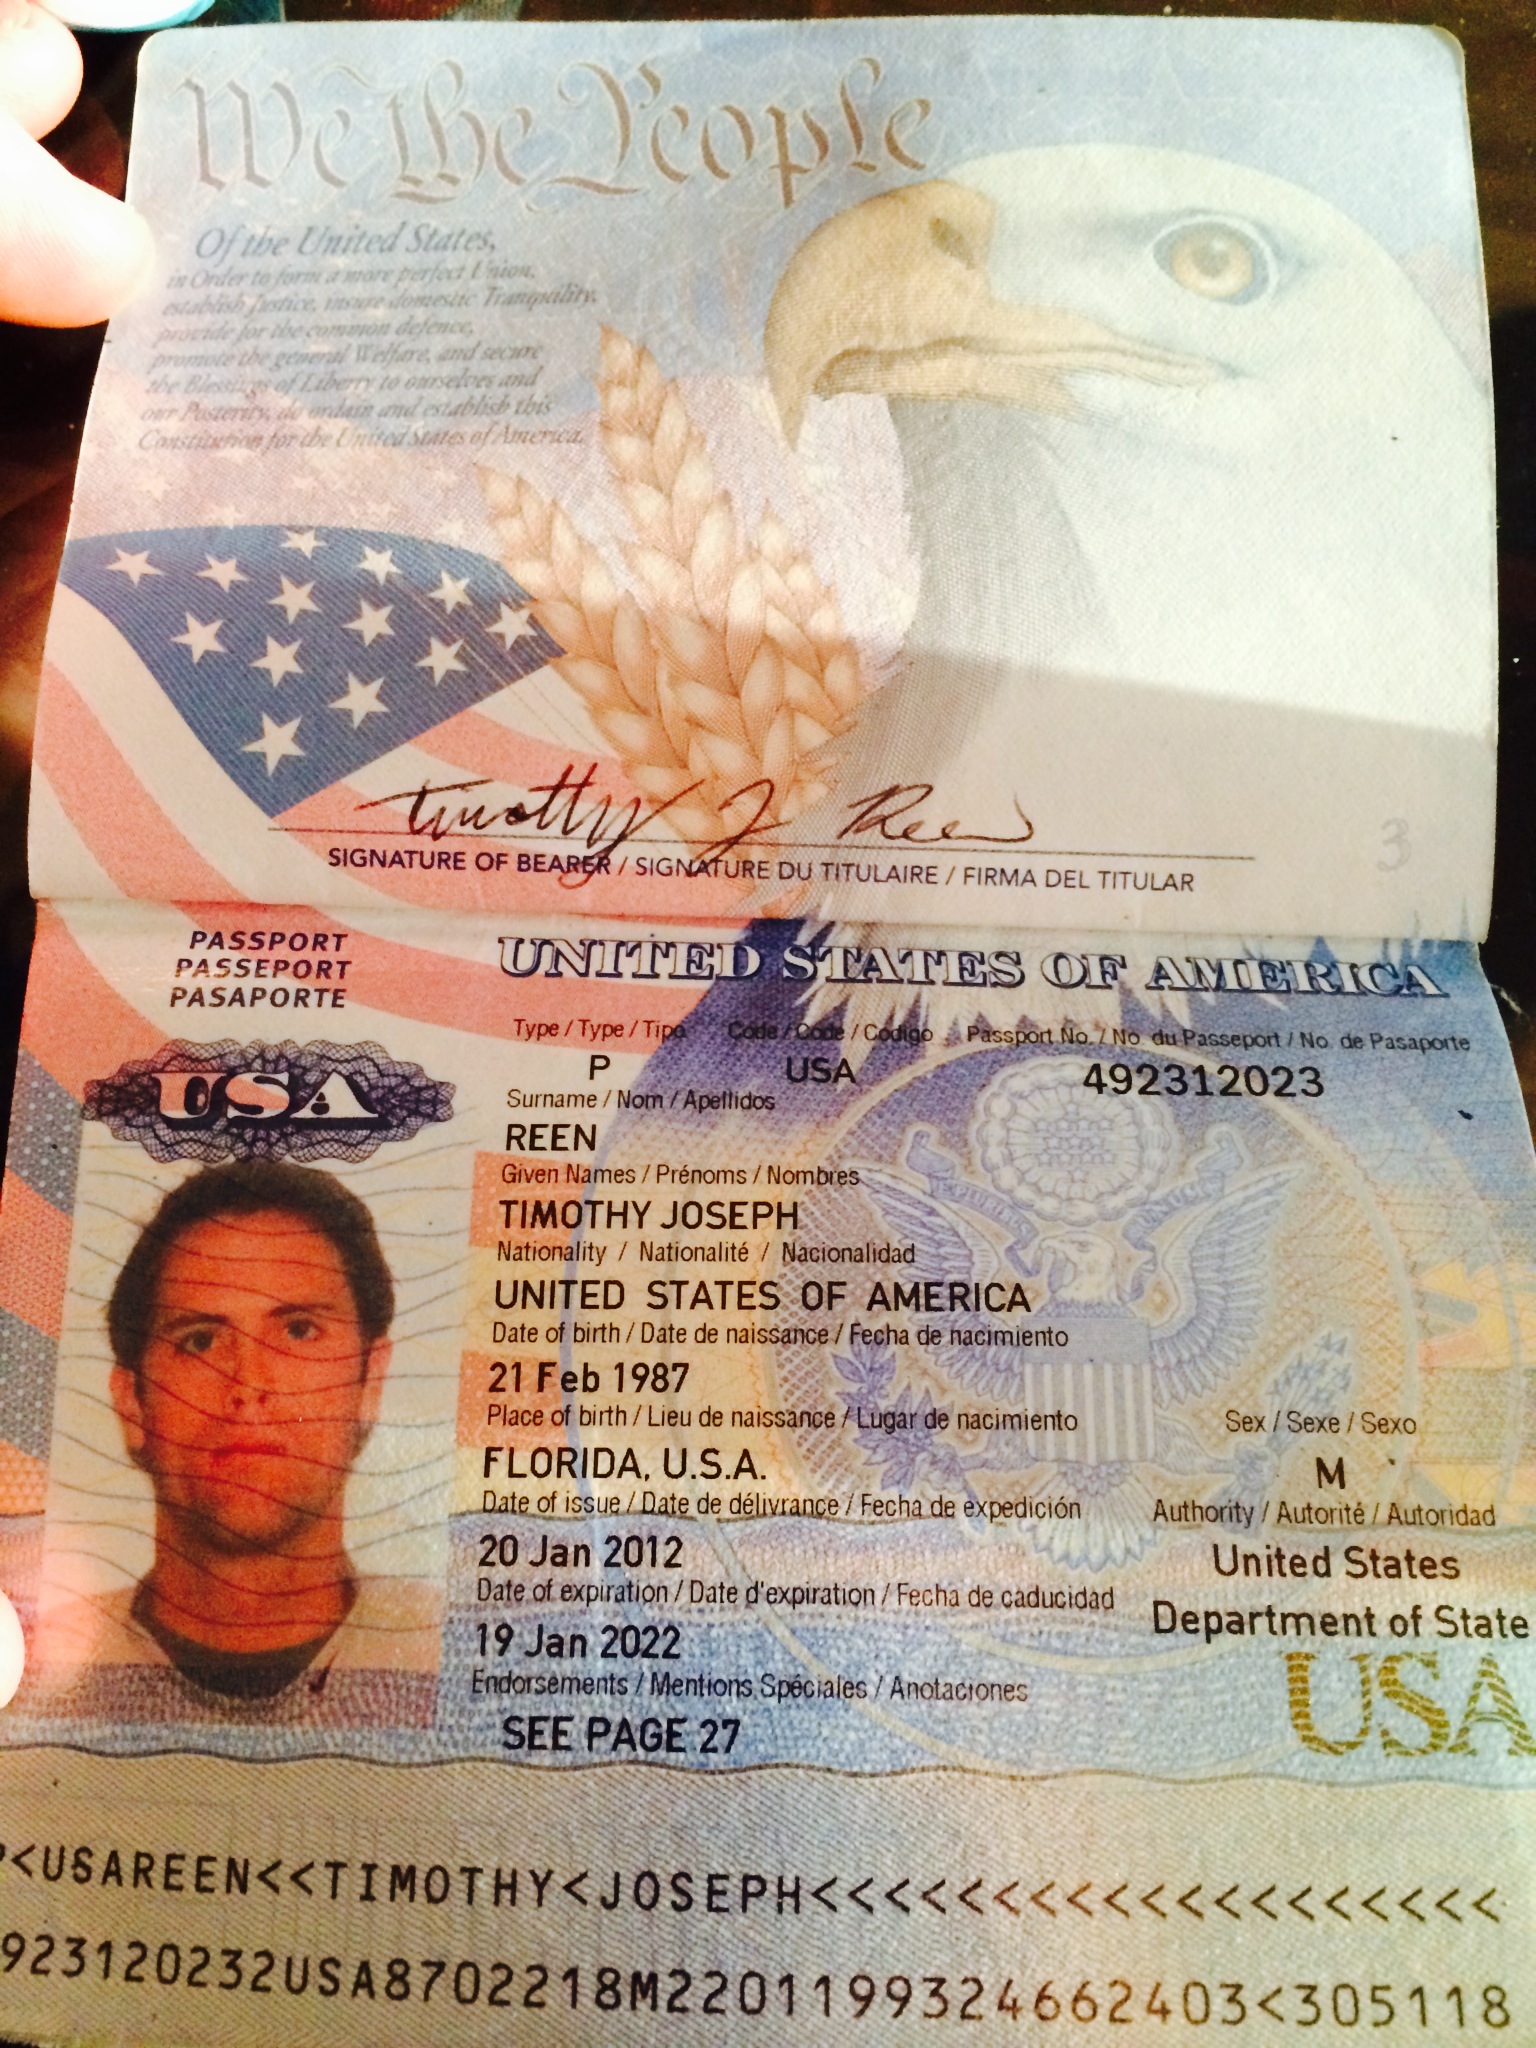 We the People
Of the United States,
in Order to form a more perfect Union,
establish Justice, insure domestic Tranquility,
provide for the common defence,
promote the general Welfare, and secure
the Blessings of Liberty to ourselves and
our Posterity, do ordain and establish this
Constitution for the United States of America.
Timothy J Reen
SIGNATURE OF BEARER / SIGNATURE DU TITULAIRE / FIRMA DEL TITULAR
3
PASSPORT
PASSEPORT
PASAPORTE
USA
UNITED STATES OF AMERICA
Type / Type / Tipo Code / Code / Código Passport No. / No. du Passeport / No. de Pasaporte
P USA 492312023
Surname / Nom / Apellidos
REEN
Given Names / Prénoms / Nombres
TIMOTHY JOSEPH
Nationality / Nationalité / Nacionalidad
UNITED STATES OF AMERICA
Date of birth / Date de naissance / Fecha de nacimiento
21 Feb 1987
Place of birth / Lieu de naissance / Lugar de nacimiento Sex / Sexe / Sexo
FLORIDA, U.S.A. M
Date of issue / Date de délivrance / Fecha de expedición Authority / Autorité / Autoridad
20 Jan 2012 United States
Date of expiration / Date d'expiration / Fecha de caducidad Department of State
19 Jan 2022
Endorsements / Mentions Spéciales / Anotaciones
SEE PAGE 27
USA
P<USAREEN<<TIMOTHY<JOSEPH<<<<<<<<<<<<<<<<<<<
923120232USA8702218M2201199324662403<305118